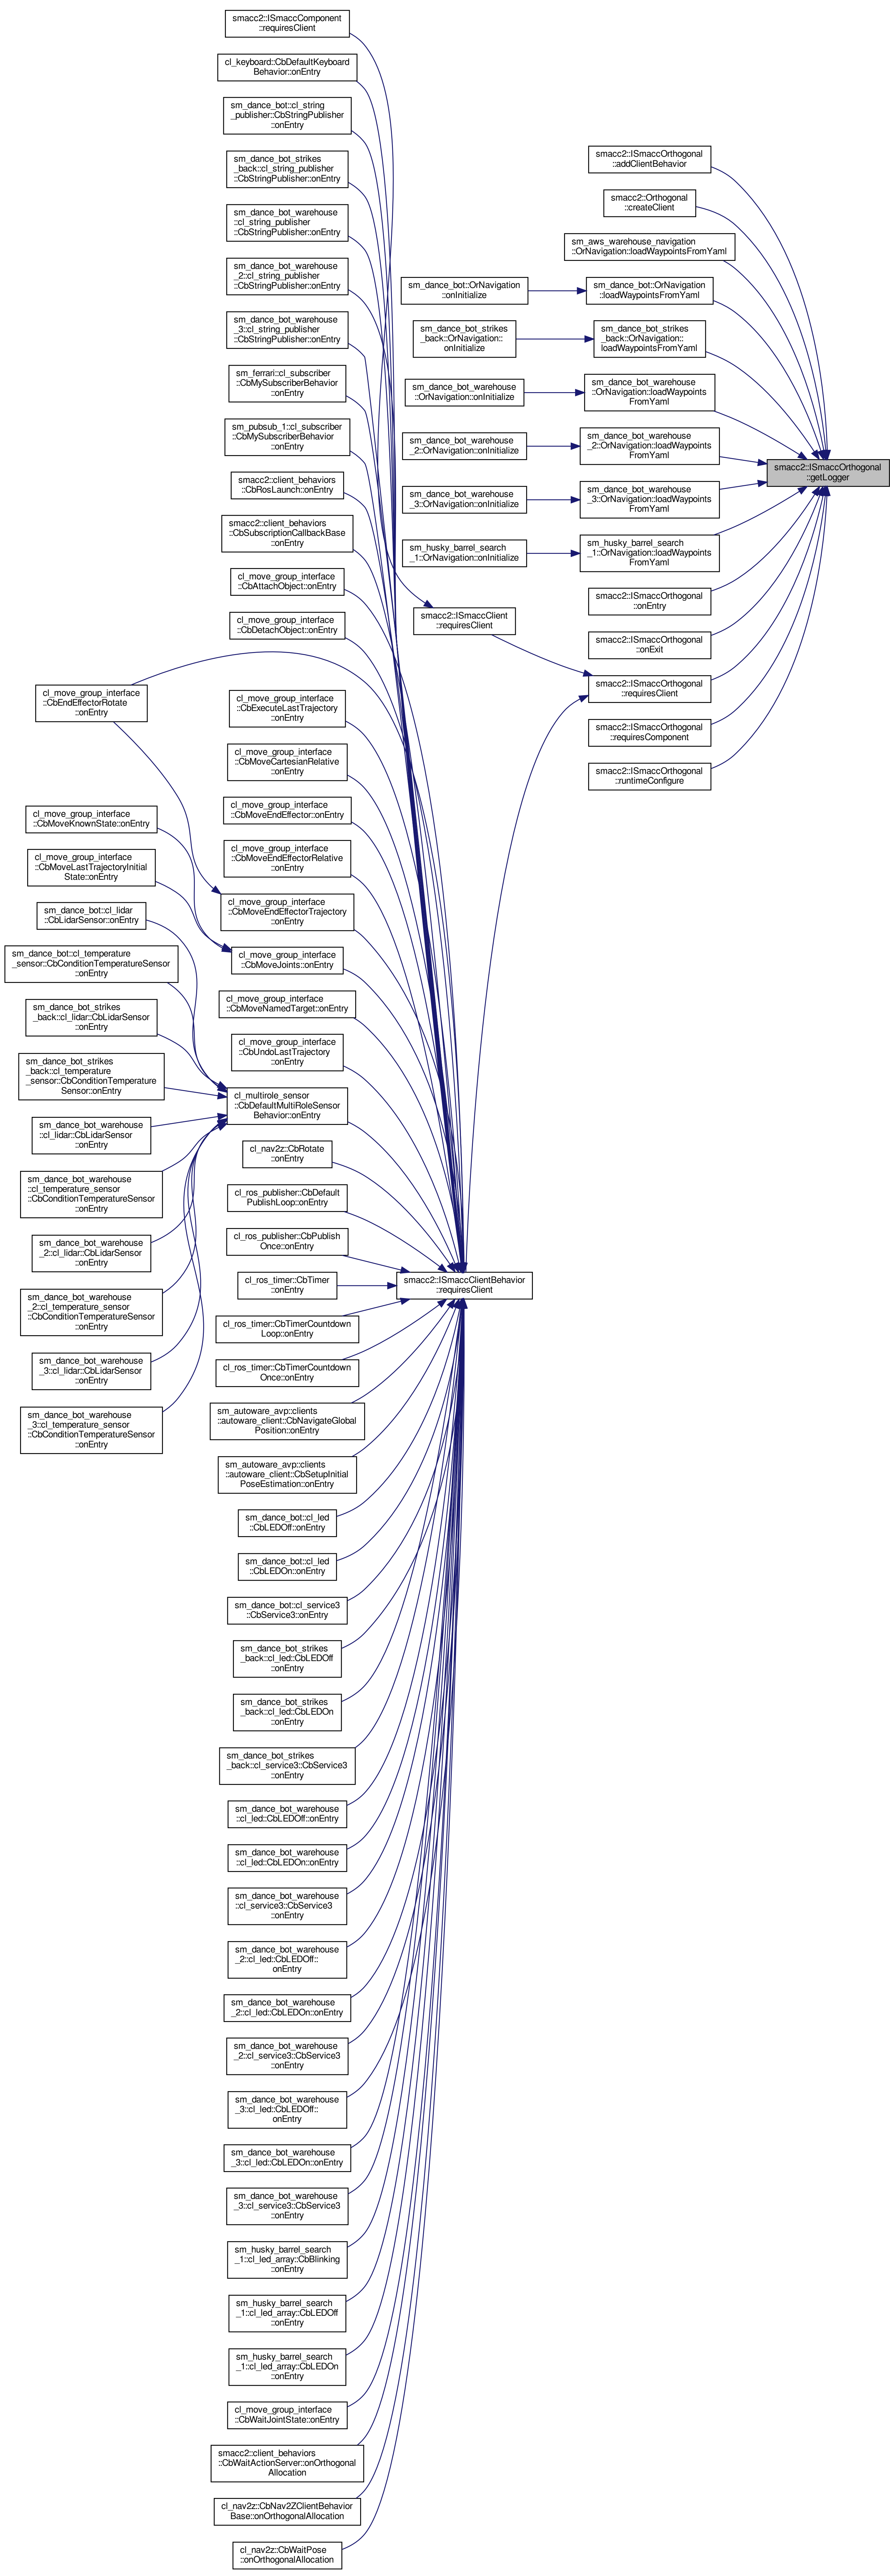 smacc2::ISmaccComponent
::requiresClient
cl_keyboard::CbDefaultKeyboard
Behavior::onEntry
sm_dance_bot::cl_string
_publisher::CbStringPublisher
::onEntry
sm_dance_bot_strikes
_back::cl_string_publisher
::CbStringPublisher::onEntry
sm_dance_bot_warehouse
::cl_string_publisher
::CbStringPublisher::onEntry
sm_dance_bot_warehouse
_2::cl_string_publisher
::CbStringPublisher::onEntry
sm_dance_bot_warehouse
_3::cl_string_publisher
::CbStringPublisher::onEntry
sm_ferrari::cl_subscriber
::CbMySubscriberBehavior
::onEntry
sm_pubsub_1::cl_subscriber
::CbMySubscriberBehavior
::onEntry
smacc2::client_behaviors
::CbRosLaunch::onEntry
smacc2::client_behaviors
::CbSubscriptionCallbackBase
::onEntry
cl_move_group_interface
::CbAttachObject::onEntry
cl_move_group_interface
::CbDetachObject::onEntry
smacc2::ISmaccOrthogonal
::addClientBehavior
smacc2::Orthogonal
::createClient
sm_aws_warehouse_navigation
::OrNavigation::loadWaypointsFromYaml
sm_dance_bot::OrNavigation
::onInitialize
sm_dance_bot::OrNavigation
::loadWaypointsFromYaml
sm_dance_bot_strikes
_back::OrNavigation::
onInitialize
sm_dance_bot_strikes
_back::OrNavigation::
loadWaypointsFromYaml
sm_dance_bot_warehouse
::OrNavigation::onInitialize
sm_dance_bot_warehouse
::OrNavigation::loadWaypoints
FromYaml
sm_dance_bot_warehouse
_2::OrNavigation::onInitialize
sm_dance_bot_warehouse
_2::OrNavigation::loadWaypoints
FromYaml
smacc2::ISmaccOrthogonal
::getLogger
sm_dance_bot_warehouse
_3::OrNavigation::onInitialize
sm_dance_bot_warehouse
_3::OrNavigation::loadWaypoints
FromYaml
sm_husky_barrel_search
_1::OrNavigation::onInitialize
sm_husky_barrel_search
_1::OrNavigation::loadWaypoints
FromYaml
smacc2::ISmaccOrthogonal
::onEntry
smacc2::ISmaccClient
::requiresClient
smacc2::ISmaccOrthogonal
::onExit
smacc2::ISmaccOrthogonal
::requiresClient
smacc2::ISmaccOrthogonal
::requiresComponent
smacc2::ISmaccOrthogonal
::runtimeConfigure
cl_move_group_interface
::CbEndEffectorRotate
::onEntry
cl_move_group_interface
::CbExecuteLastTrajectory
::onEntry
cl_move_group_interface
::CbMoveCartesianRelative
::onEntry
cl_move_group_interface
::CbMoveEndEffector::onEntry
cl_move_group_interface
::CbMoveEndEffectorRelative
::onEntry
cl_move_group_interface
::CbMoveEndEffectorTrajectory
::onEntry
cl_move_group_interface
::CbMoveJoints::onEntry
cl_move_group_interface
::CbMoveNamedTarget::onEntry
cl_move_group_interface
::CbUndoLastTrajectory
::onEntry
cl_multirole_sensor
::CbDefaultMultiRoleSensor
Behavior::onEntry
cl_move_group_interface
::CbMoveKnownState::onEntry
cl_move_group_interface
::CbMoveLastTrajectoryInitial
State::onEntry
sm_dance_bot::cl_lidar
::CbLidarSensor::onEntry
sm_dance_bot::cl_temperature
_sensor::CbConditionTemperatureSensor
::onEntry
sm_dance_bot_strikes
_back::cl_lidar::CbLidarSensor
::onEntry
sm_dance_bot_strikes
_back::cl_temperature
_sensor::CbConditionTemperature
Sensor::onEntry
sm_dance_bot_warehouse
::cl_lidar::CbLidarSensor
::onEntry
sm_dance_bot_warehouse
::cl_temperature_sensor
::CbConditionTemperatureSensor
::onEntry
sm_dance_bot_warehouse
_2::cl_lidar::CbLidarSensor
::onEntry
sm_dance_bot_warehouse
_2::cl_temperature_sensor
::CbConditionTemperatureSensor
::onEntry
sm_dance_bot_warehouse
_3::cl_lidar::CbLidarSensor
::onEntry
sm_dance_bot_warehouse
_3::cl_temperature_sensor
::CbConditionTemperatureSensor
::onEntry
cl_nav2z::CbRotate
::onEntry
cl_ros_publisher::CbDefault
PublishLoop::onEntry
cl_ros_publisher::CbPublish
Once::onEntry
cl_ros_timer::CbTimer
::onEntry
smacc2::ISmaccClientBehavior
::requiresClient
cl_ros_timer::CbTimerCountdown
Loop::onEntry
cl_ros_timer::CbTimerCountdown
Once::onEntry
sm_autoware_avp::clients
::autoware_client::CbNavigateGlobal
Position::onEntry
sm_autoware_avp::clients
::autoware_client::CbSetupInitial
PoseEstimation::onEntry
sm_dance_bot::cl_led
::CbLEDOff::onEntry
sm_dance_bot::cl_led
::CbLEDOn::onEntry
sm_dance_bot::cl_service3
::CbService3::onEntry
sm_dance_bot_strikes
_back::cl_led::CbLEDOff
::onEntry
sm_dance_bot_strikes
_back::cl_led::CbLEDOn
::onEntry
sm_dance_bot_strikes
_back::cl_service3::CbService3
::onEntry
sm_dance_bot_warehouse
::cl_led::CbLEDOff::onEntry
sm_dance_bot_warehouse
::cl_led::CbLEDOn::onEntry
sm_dance_bot_warehouse
::cl_service3::CbService3
::onEntry
sm_dance_bot_warehouse
_2::cl_led::CbLEDOff::
onEntry
sm_dance_bot_warehouse
_2::cl_led::CbLEDOn::onEntry
sm_dance_bot_warehouse
_2::cl_service3::CbService3
::onEntry
sm_dance_bot_warehouse
_3::cl_led::CbLEDOff::
onEntry
sm_dance_bot_warehouse
_3::cl_led::CbLEDOn::onEntry
sm_dance_bot_warehouse
_3::cl_service3::CbService3
::onEntry
sm_husky_barrel_search
_1::cl_led_array::CbBlinking
::onEntry
sm_husky_barrel_search
_1::cl_led_array::CbLEDOff
::onEntry
sm_husky_barrel_search
_1::cl_led_array::CbLEDOn
::onEntry
cl_move_group_interface
::CbWaitJointState::onEntry
smacc2::client_behaviors
::CbWaitActionServer::onOrthogonal
Allocation
cl_nav2z::CbNav2ZClientBehavior
Base::onOrthogonalAllocation
cl_nav2z::CbWaitPose
::onOrthogonalAllocation